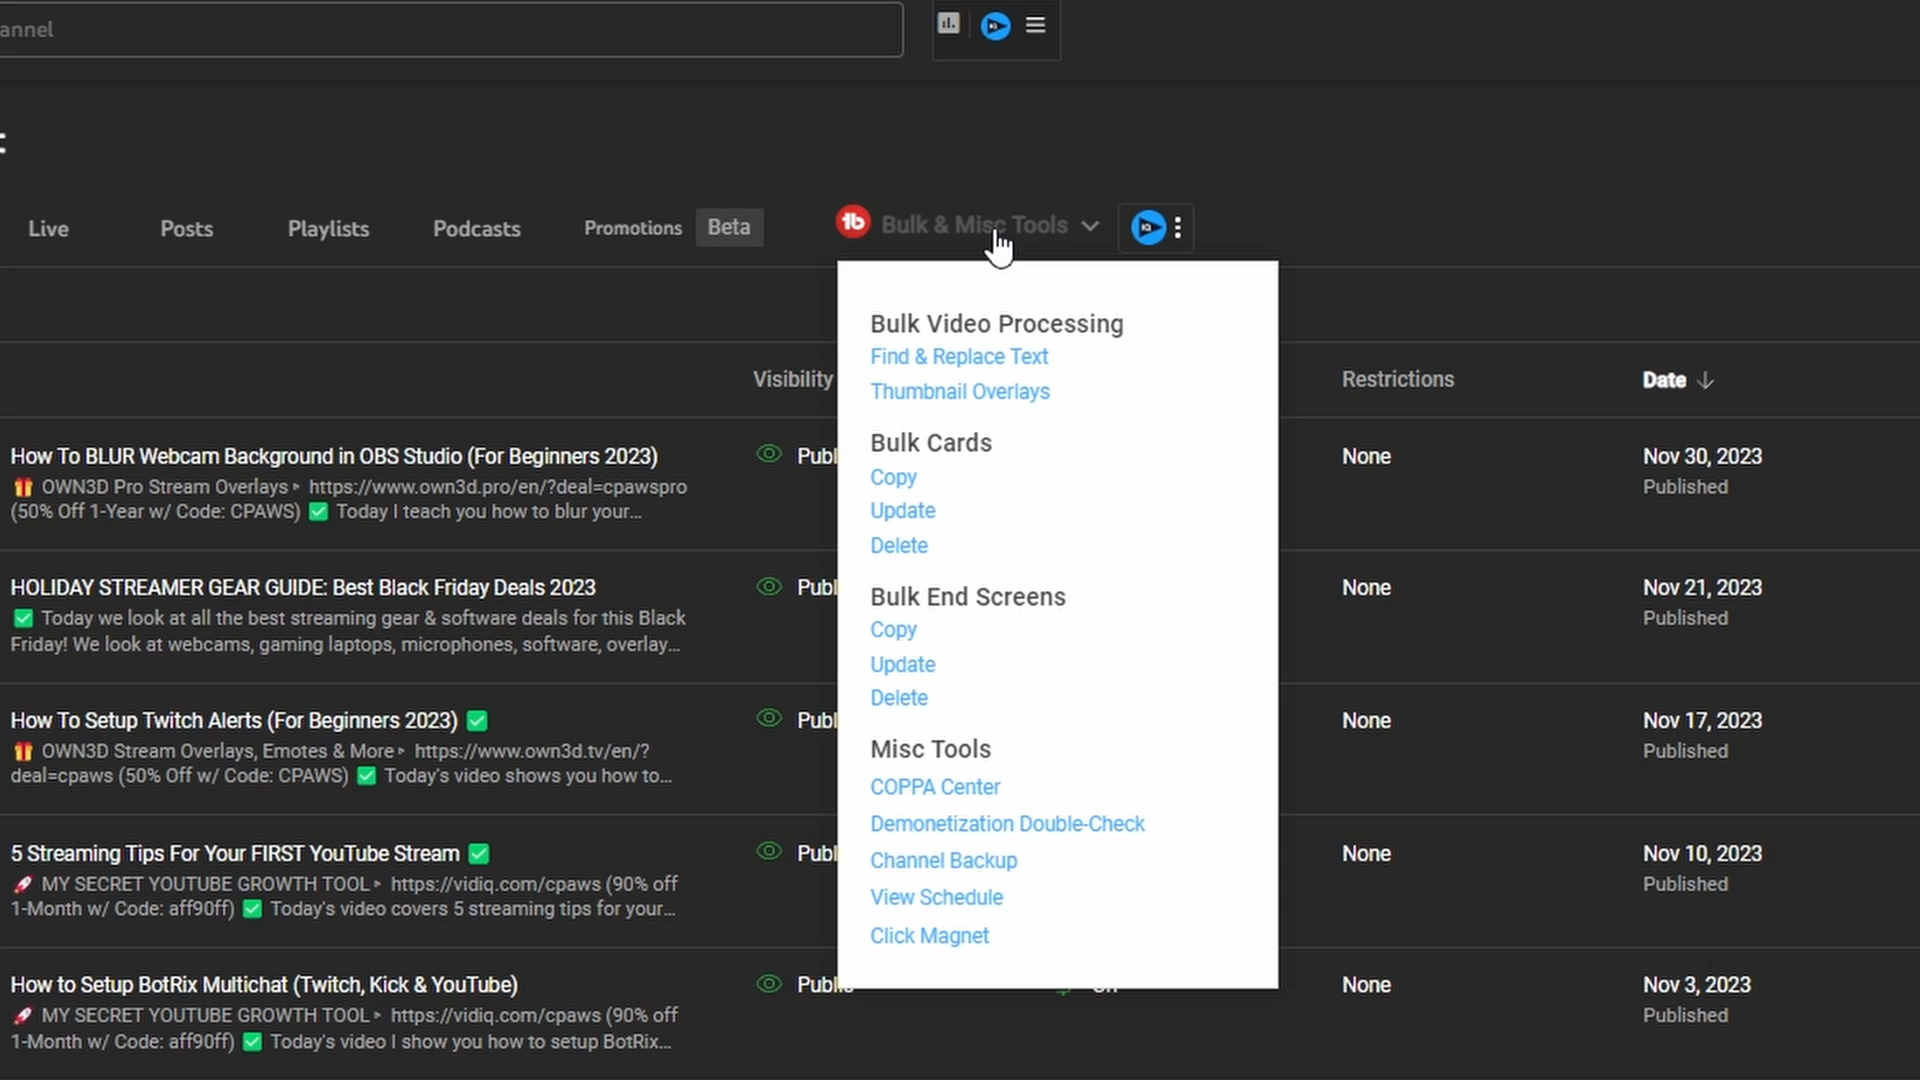 annel
Live
Posts
Playlists
Podcasts
Promotions
Beta
Bulk & Misc Tools
Bulk Video Processing
Find & Replace Text
Thumbnail Overlays
Bulk Cards
Copy
Update
Delete
Bulk End Screens
Copy
Update
Delete
Misc Tools
COPPA Center
Demonetization Double-Check
Channel Backup
View Schedule
Click Magnet
Visibility
Restrictions
Date ↓
How To BLUR Webcam Background in OBS Studio (For Beginners 2023)
🎁 OWN3D Pro Stream Overlays ▸ https://www.own3d.pro/en/?deal=cpawspro
(50% Off 1-Year w/ Code: CPAWS) ✅ Today I teach you how to blur your...
Publ
None
Nov 30, 2023
Published
HOLIDAY STREAMER GEAR GUIDE: Best Black Friday Deals 2023
✅ Today we look at all the best streaming gear & software deals for this Black
Friday! We look at webcams, gaming laptops, microphones, software, overlay...
Publ
None
Nov 21, 2023
Published
How To Setup Twitch Alerts (For Beginners 2023) ✅
🎁 OWN3D Stream Overlays, Emotes & More ▸ https://www.own3d.tv/en/?
deal=cpaws (50% Off w/ Code: CPAWS) ✅ Today's video shows you how to...
Publ
None
Nov 17, 2023
Published
5 Streaming Tips For Your FIRST YouTube Stream ✅
🚀 MY SECRET YOUTUBE GROWTH TOOL ▸ https://vidiq.com/cpaws (90% off
1-Month w/ Code: aff90ff) ✅ Today's video covers 5 streaming tips for your...
Publ
None
Nov 10, 2023
Published
How to Setup BotRix Multichat (Twitch, Kick & YouTube)
🚀 MY SECRET YOUTUBE GROWTH TOOL ▸ https://vidiq.com/cpaws (90% off
1-Month w/ Code: aff90ff) ✅ Today's video I show you how to setup BotRix...
Public
None
Nov 3, 2023
Published